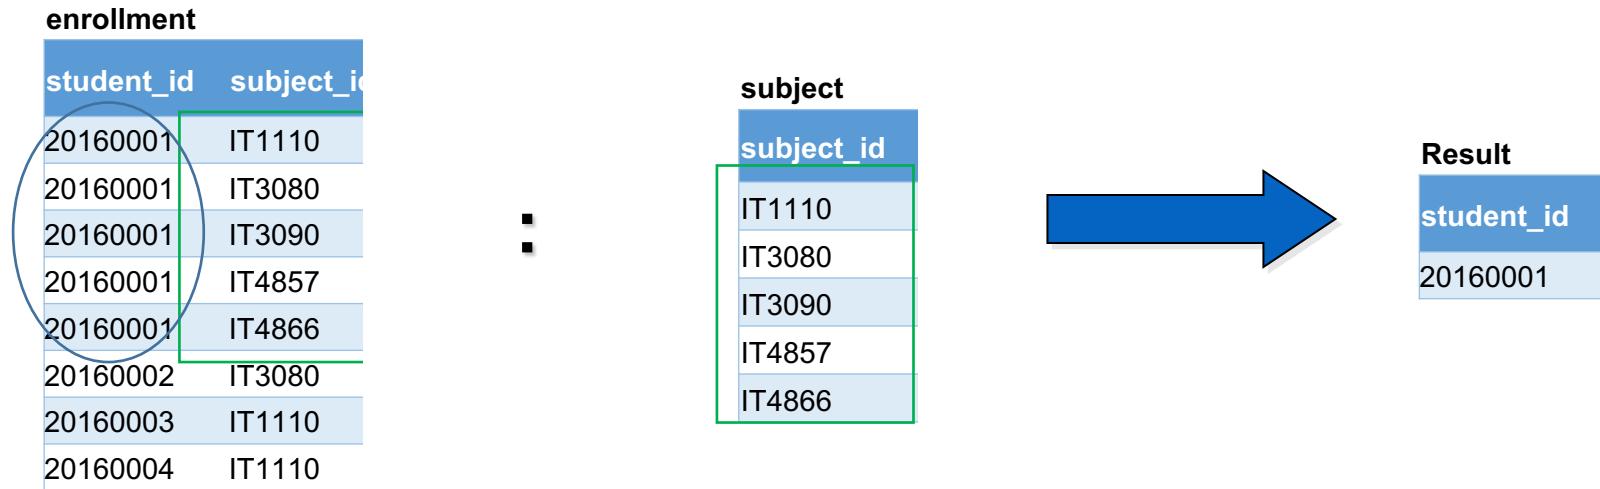 enrollment
student_id subject_id
20160001 IT1110
20160001 IT3080
20160001 IT3090
20160001 IT4857
20160001 IT4866
20160002 IT3080
20160003 IT1110
20160004 IT1110
:
subject
subject_id
IT1110
IT3080
IT3090
IT4857
IT4866
Result
student_id
20160001